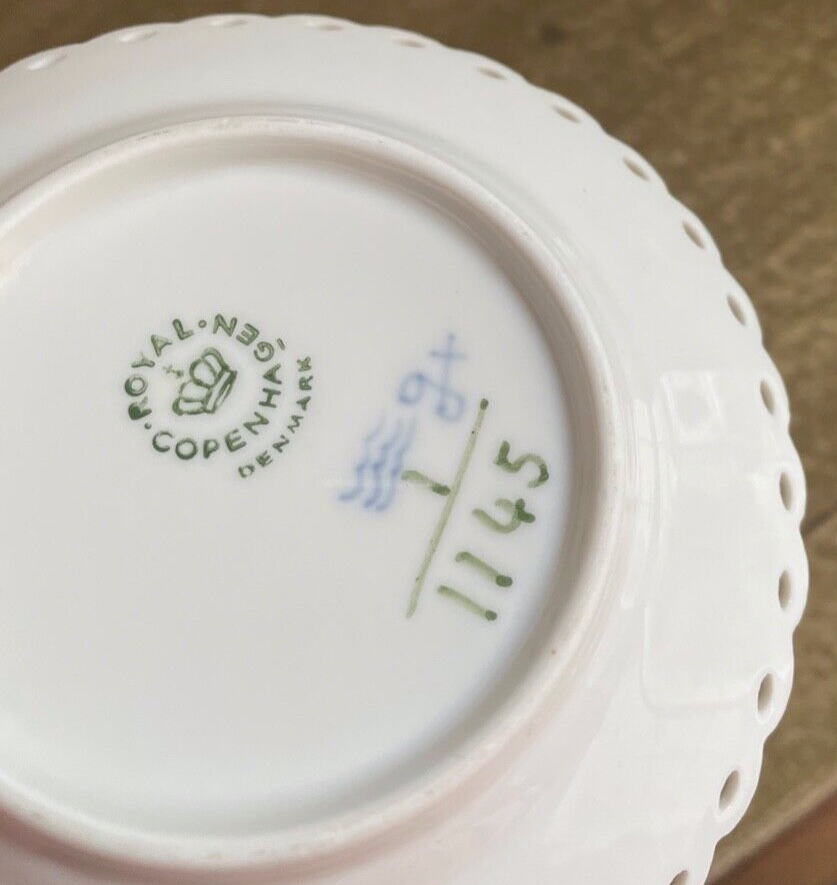 ROYAL · COPENHAGEN ·
DENMARK
1
1145